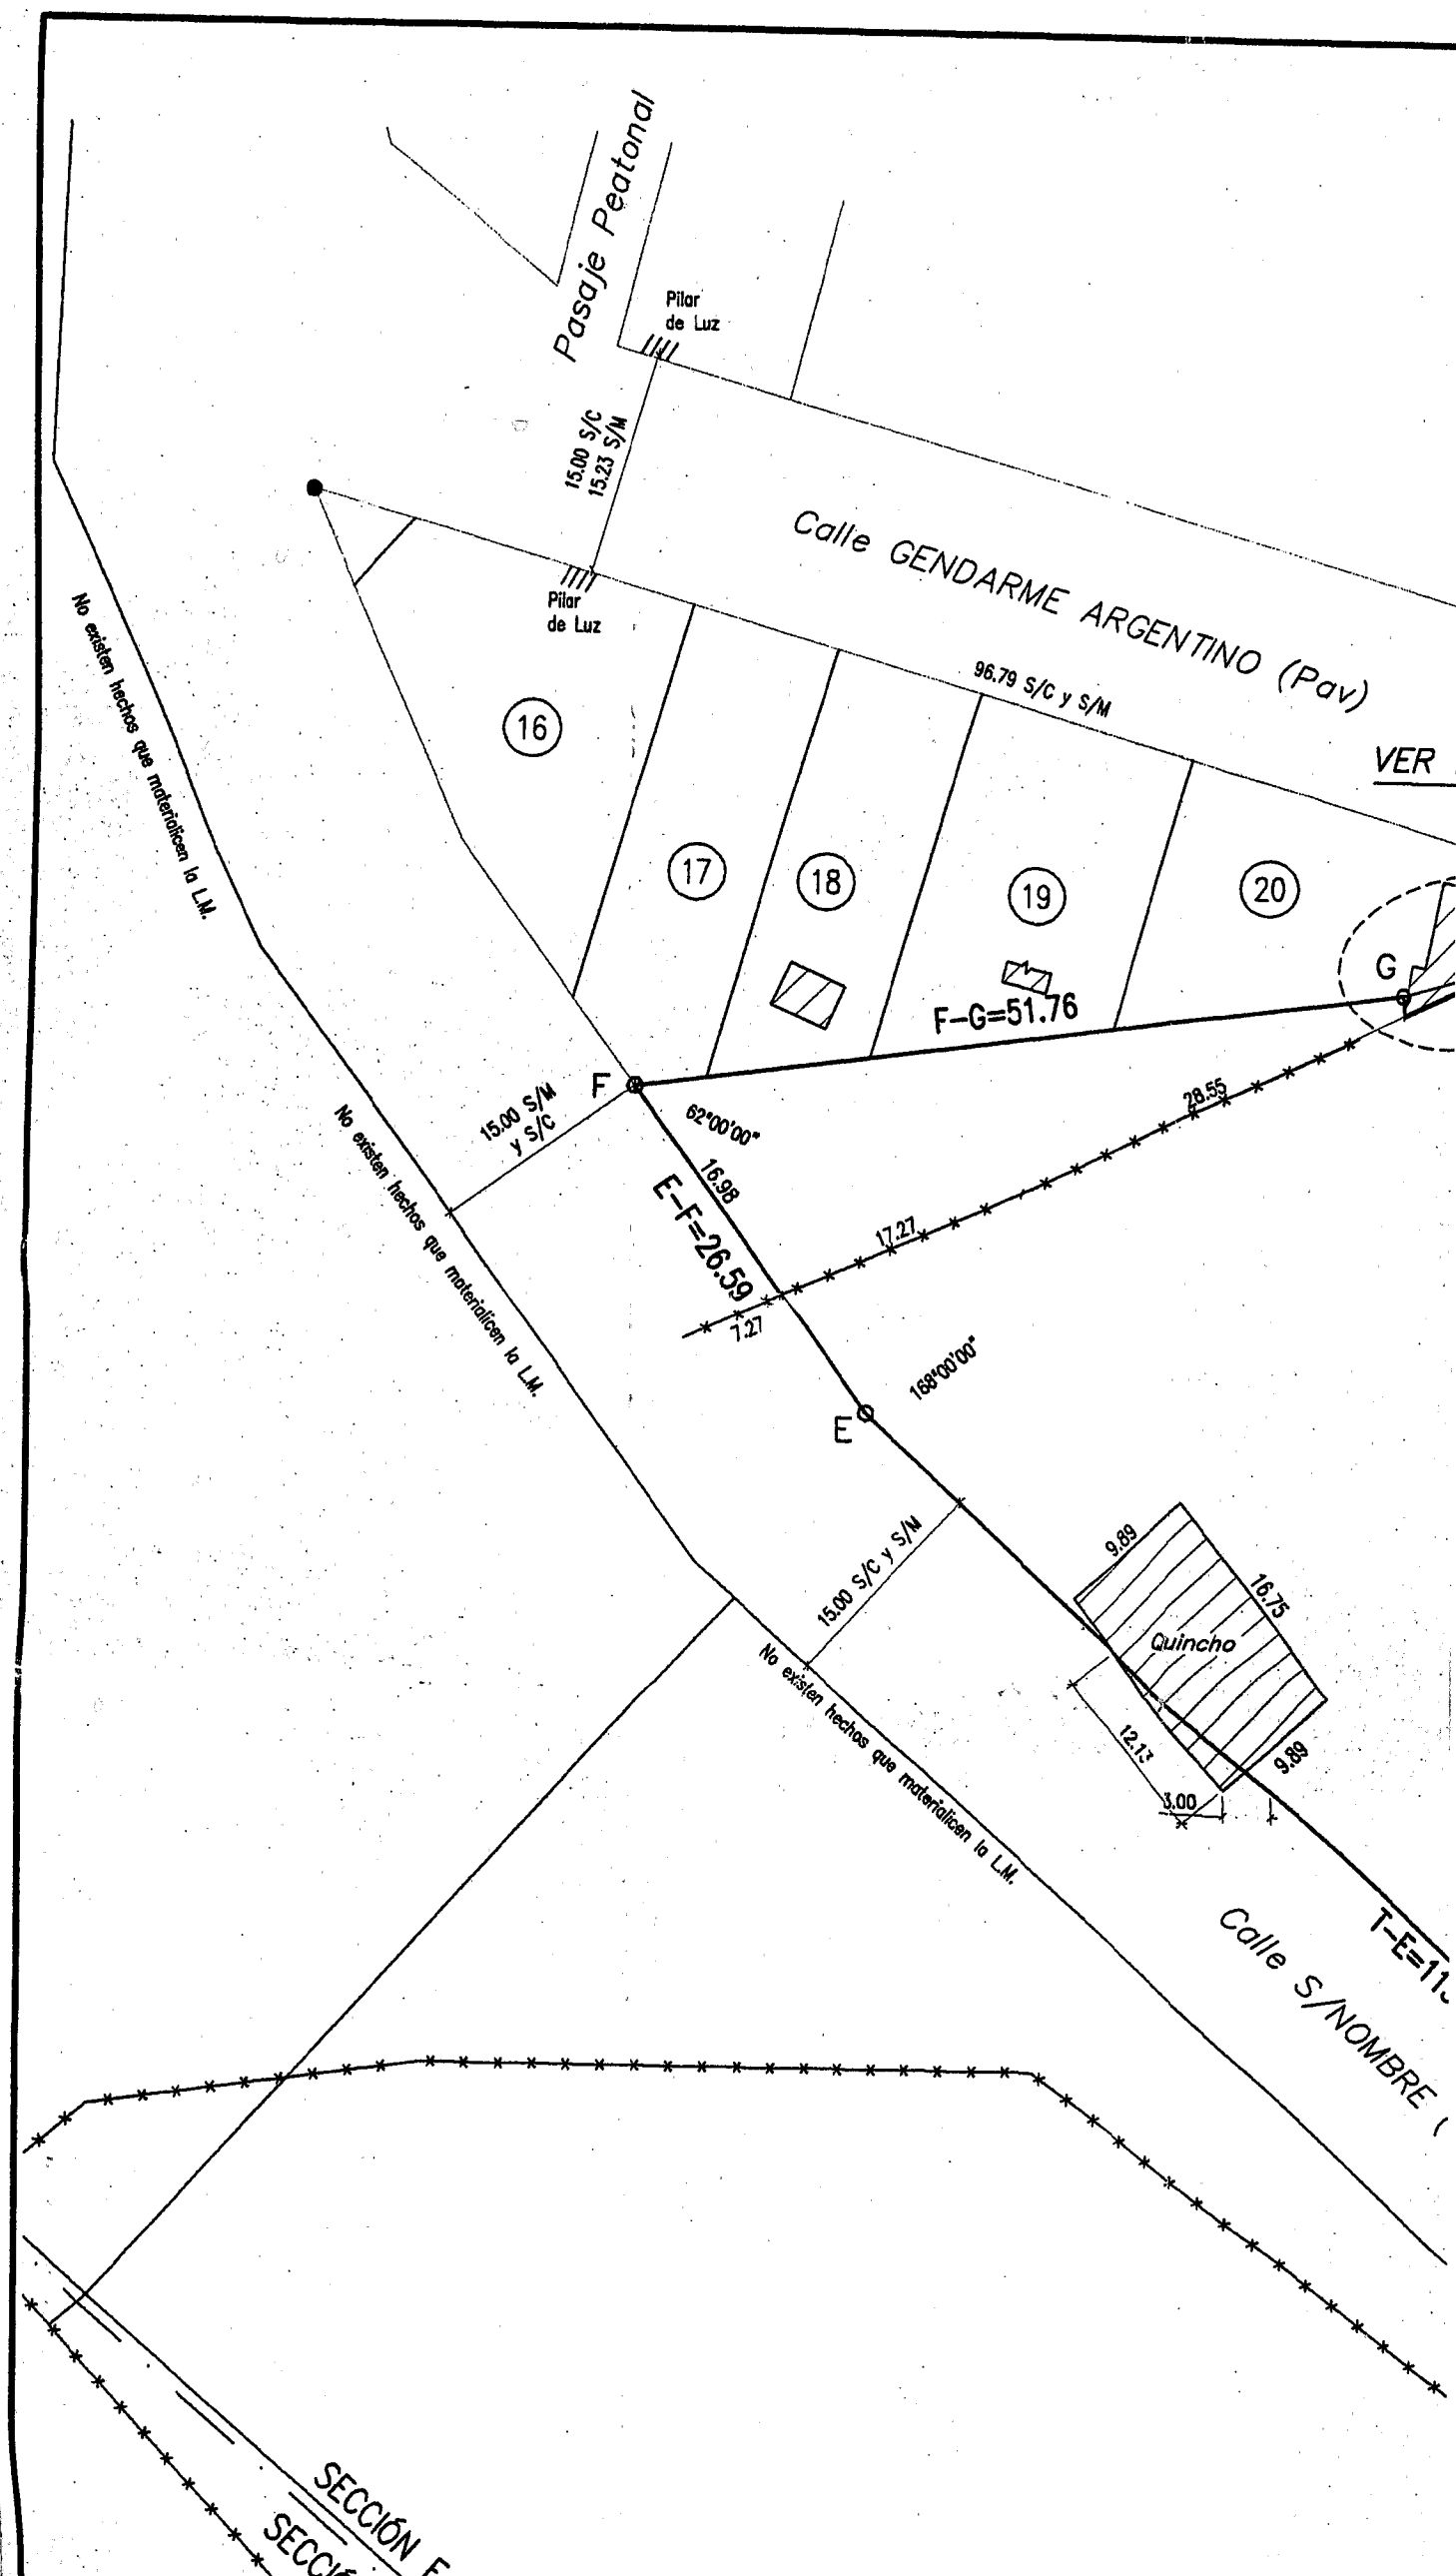 Pasaje Peatonal
Pilar
de Luz
15.00 S/C
15.23 S/M
Calle GENDARME ARGENTINO (Pav)
Pilar
de Luz
96.79 S/C y S/M
VER
No existen hechos que materialicen la L.M.
16
17
18
19
20
G
F-G=51.76
F
62°00'00"
15.00 S/M
y S/C
28.55
16.98
E-F=26.59
17.27
7.27
No existen hechos que materialicen la L.M.
168°00'00"
E
15.00 S/C y S/M
9.89
16.75
Quincho
12.13
9.89
3.00
No existen hechos que materialicen la L.M.
T-E=11
Calle S/NOMBRE (
SECCIÓN